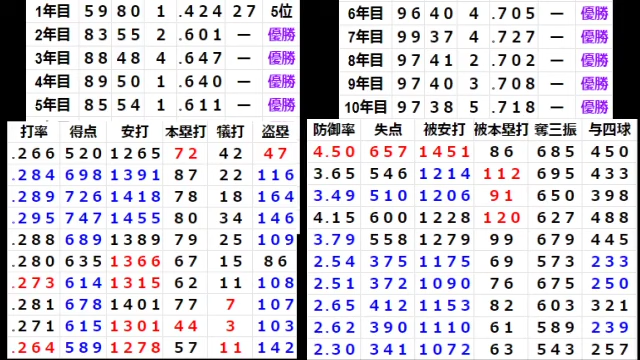 1年目 59 80 1 .424 27 5位
2年目 83 55 2 .601 ー 優勝
3年目 88 48 4 .647 ー 優勝
4年目 89 50 1 .640 ー 優勝
5年目 85 54 1 .611 ー 優勝
6年目 96 40 4 .705 ー 優勝
7年目 99 37 4 .727 ー 優勝
8年目 97 41 2 .702 ー 優勝
9年目 97 40 3 .708 ー 優勝
10年目 97 38 5 .718 ー 優勝
打率 得点 安打 本塁打 犠打 盗塁
.266 520 1265 72 42 47
.284 698 1391 87 22 116
.289 726 1418 78 18 164
.295 747 1455 80 34 146
.288 689 1389 79 25 109
.280 635 1366 67 15 86
.273 614 1315 62 11 108
.281 678 1401 77 7 107
.271 615 1301 44 3 103
.264 589 1278 57 11 142
防御率 失点 被安打 被本塁打 奪三振 与四球
4.50 657 1451 86 685 450
3.65 546 1214 112 695 433
3.49 510 1206 91 650 398
4.15 600 1228 120 627 488
3.79 558 1279 99 679 445
2.54 375 1175 69 573 233
2.51 372 1090 76 675 250
2.65 412 1153 82 603 321
2.62 390 1110 61 589 239
2.30 341 1072 63 543 257